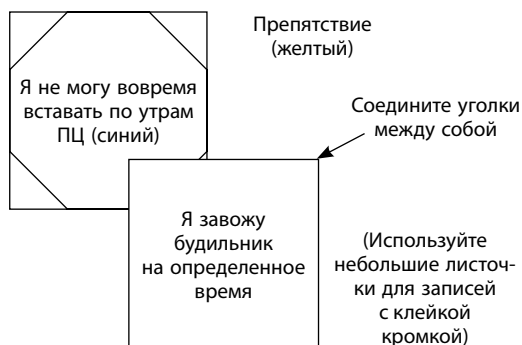 Препятствие
(желтый)
Я не могу вовремя
вставать по утрам
ПЦ (синий)
Соедините уголки
между собой
Я завожу
будильник
на определенное
время
(Используйте
небольшие листоч-
ки для записей
с клейкой
кромкой)